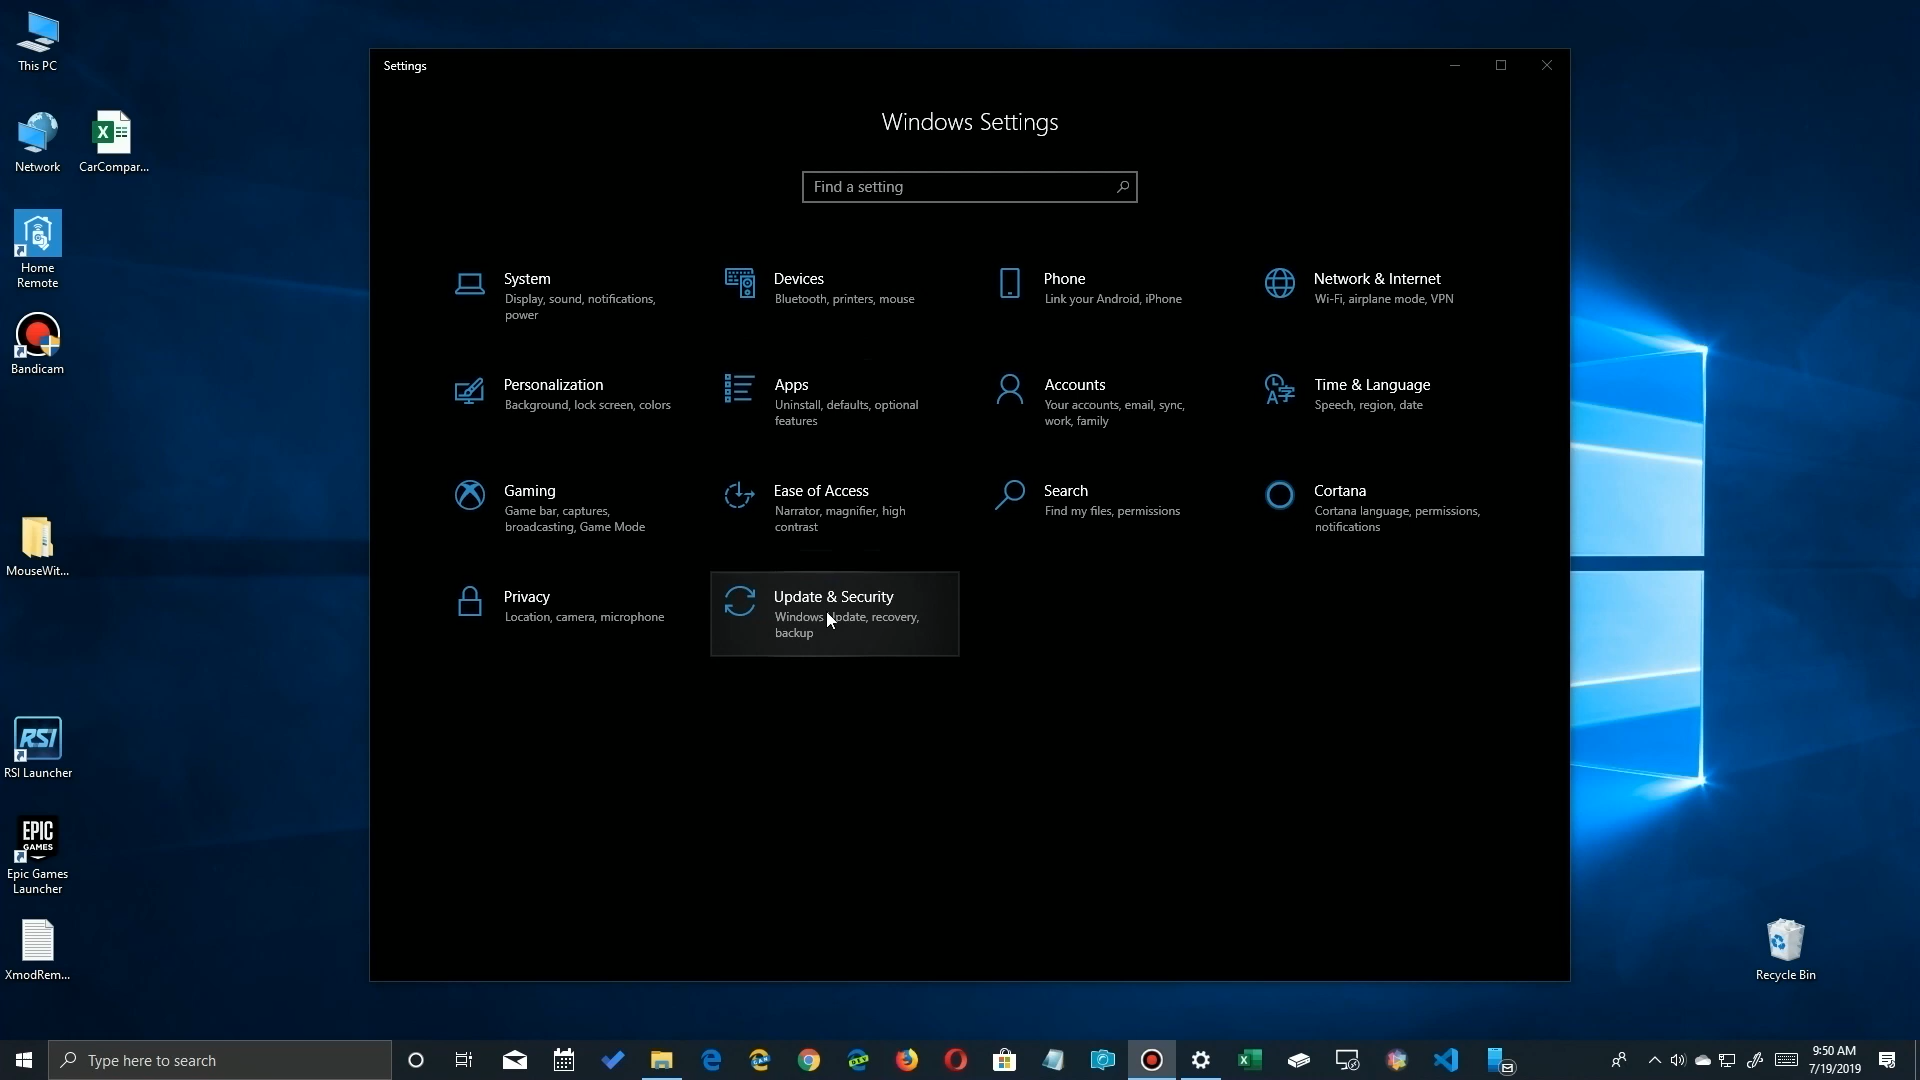 This PC
Network
CarCompar...
Home
Remote
Bandicam
MouseWit...
RSI
RSI Launcher
EPIC
GAMES
Epic Games
Launcher
XmodRem...
Settings
Windows Settings
Find a setting
System
Display, sound, notifications,
power
Devices
Bluetooth, printers, mouse
Phone
Link your Android, iPhone
Network & Internet
Wi-Fi, airplane mode, VPN
Personalization
Background, lock screen, colors
Apps
Uninstall, defaults, optional
features
Accounts
Your accounts, email, sync,
work, family
Time & Language
Speech, region, date
Gaming
Game bar, captures,
broadcasting, Game Mode
Ease of Access
Narrator, magnifier, high
contrast
Search
Find my files, permissions
Cortana
Cortana language, permissions,
notifications
Privacy
Location, camera, microphone
Update & Security
Windows Update, recovery,
backup
Recycle Bin
Type here to search
CAN
DEV
9:50 AM
7/19/2019